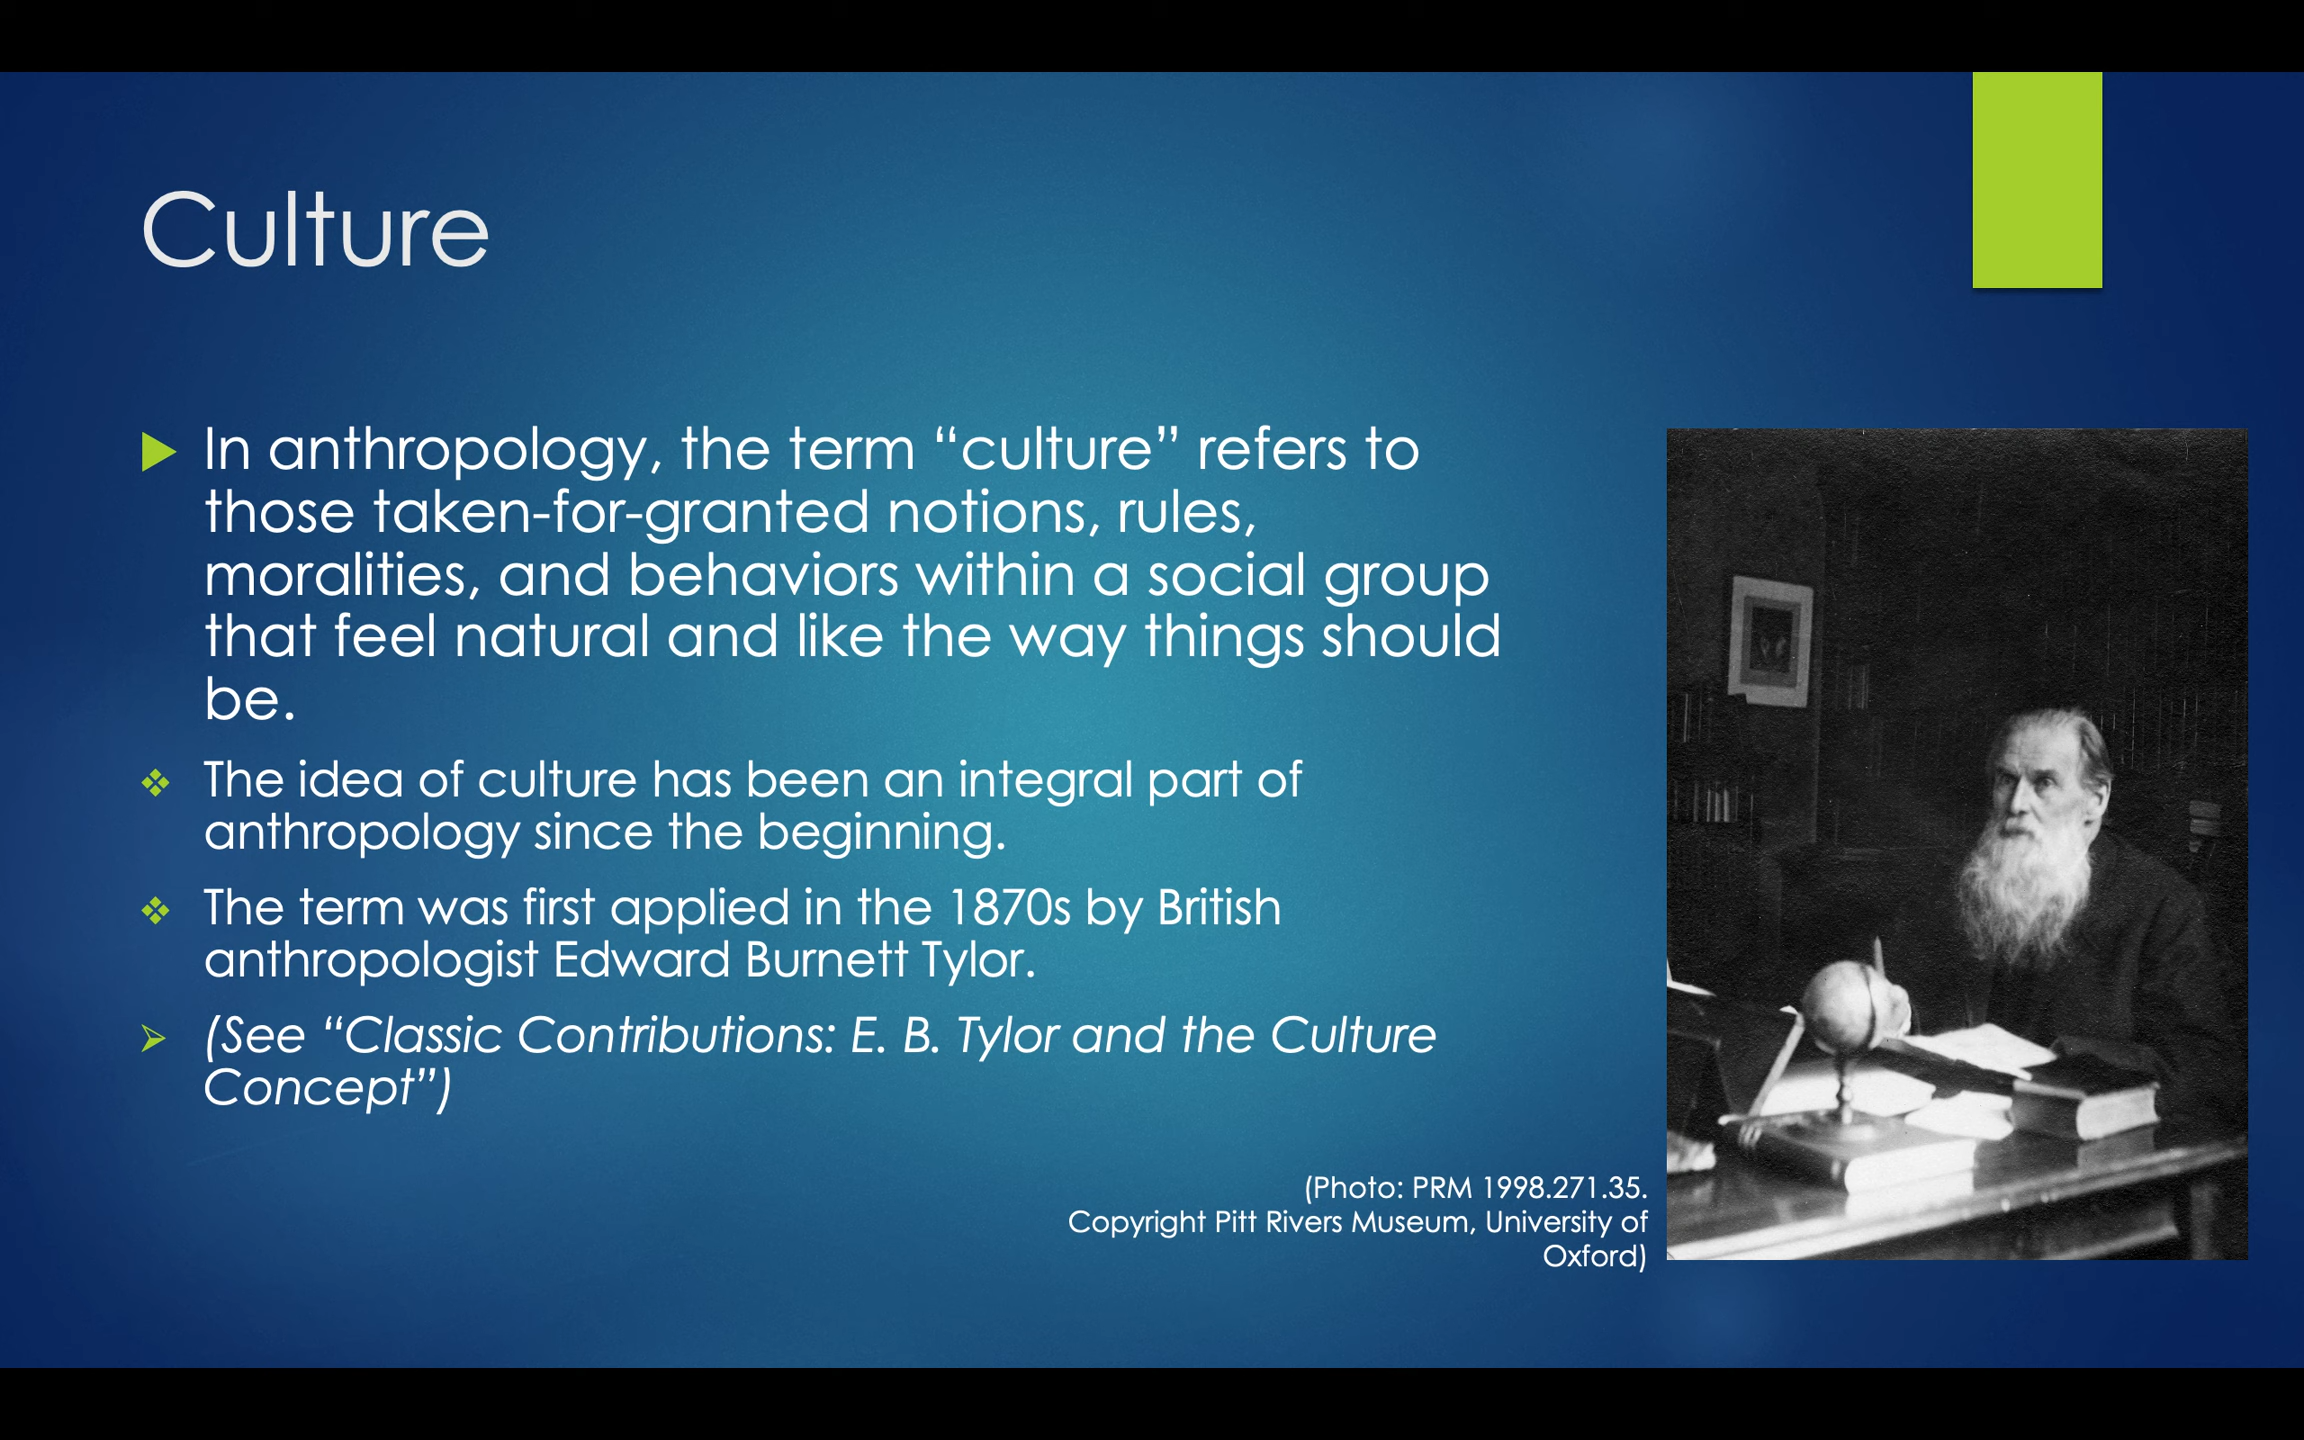 Culture
In anthropology, the term “culture” refers to
those taken-for-granted notions, rules,
moralities, and behaviors within a social group
that feel natural and like the way things should
be.
The idea of culture has been an integral part of
anthropology since the beginning.
The term was first applied in the 1870s by British
anthropologist Edward Burnett Tylor.
(See “Classic Contributions: E. B. Tylor and the Culture
Concept”)
(Photo: PRM 1998.271.35.
Copyright Pitt Rivers Museum, University of
Oxford)